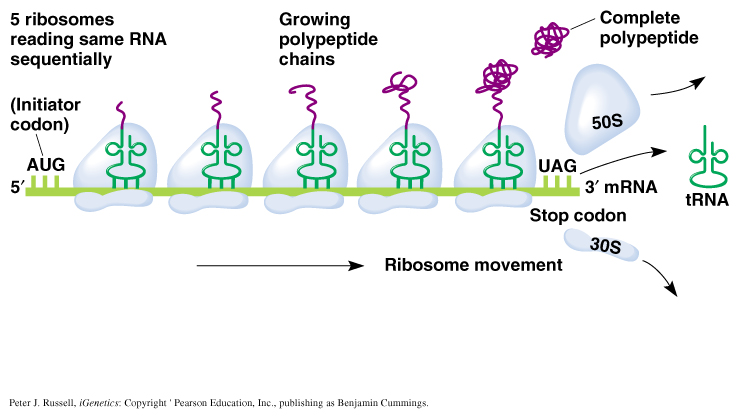 5 ribosomes
reading same RNA
sequentially
Growing
polypeptide
chains
Complete
polypeptide
(Initiator
codon)
AUG
5′
50S
UAG
3′ mRNA
tRNA
Stop codon
30S
Ribosome movement
Peter J. Russell, iGenetics: Copyright ' Pearson Education, Inc., publishing as Benjamin Cummings.